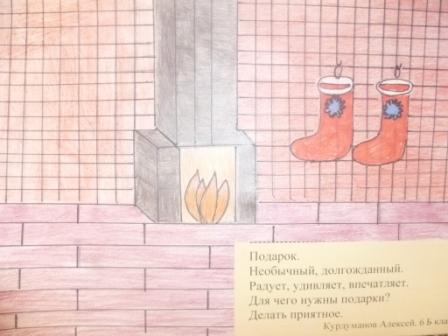 Подарок.
Необычный, долгожданный.
Радует, удивляет, впечатляет.
Для чего нужны подарки?
Делать приятное.
Курдуманов Алексей. 6 Б кла